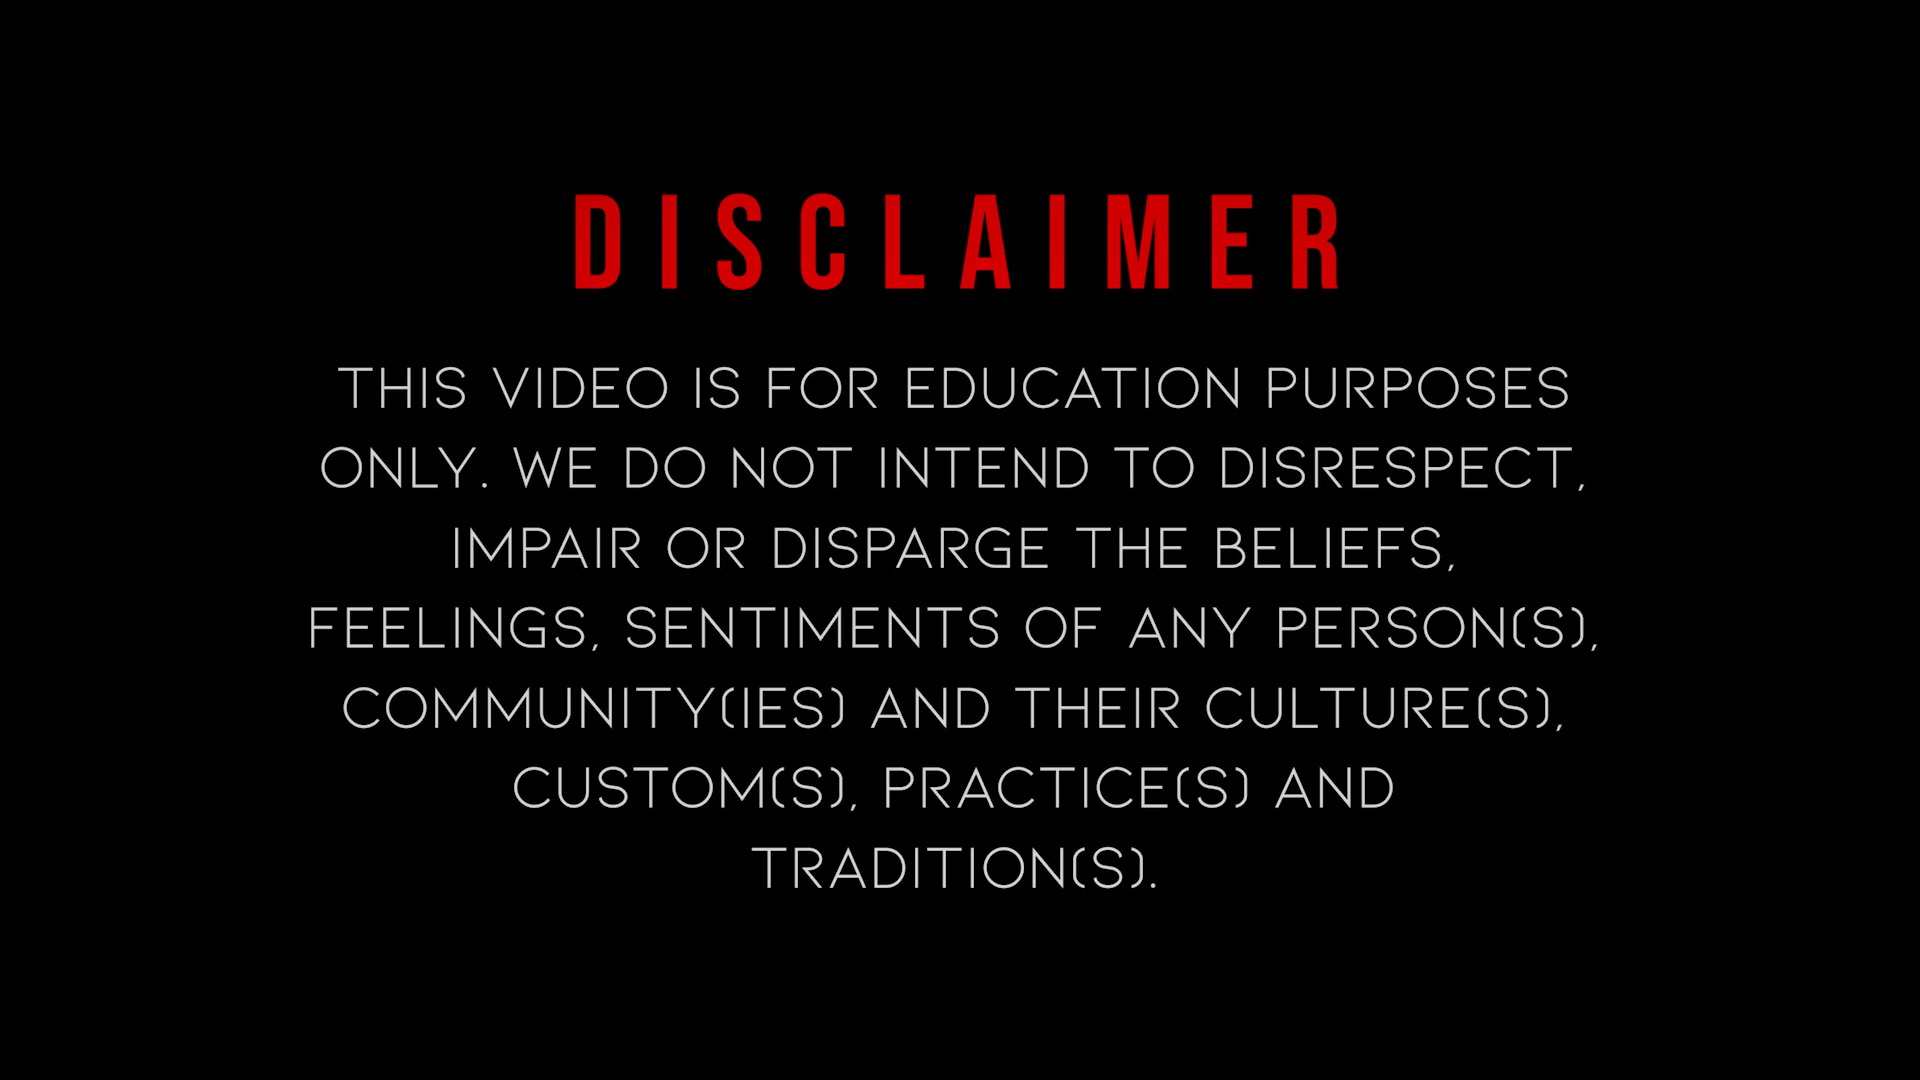 DISCLAIMER
THIS VIDEO IS FOR EDUCATION PURPOSES
ONLY. WE DO NOT INTEND TO DISRESPECT,
IMPAIR OR DISPARGE THE BELIEFS,
FEELINGS, SENTIMENTS OF ANY PERSON(S),
COMMUNITY(IES) AND THEIR CULTURE(S),
CUSTOM(S), PRACTICE(S) AND
TRADITION(S).